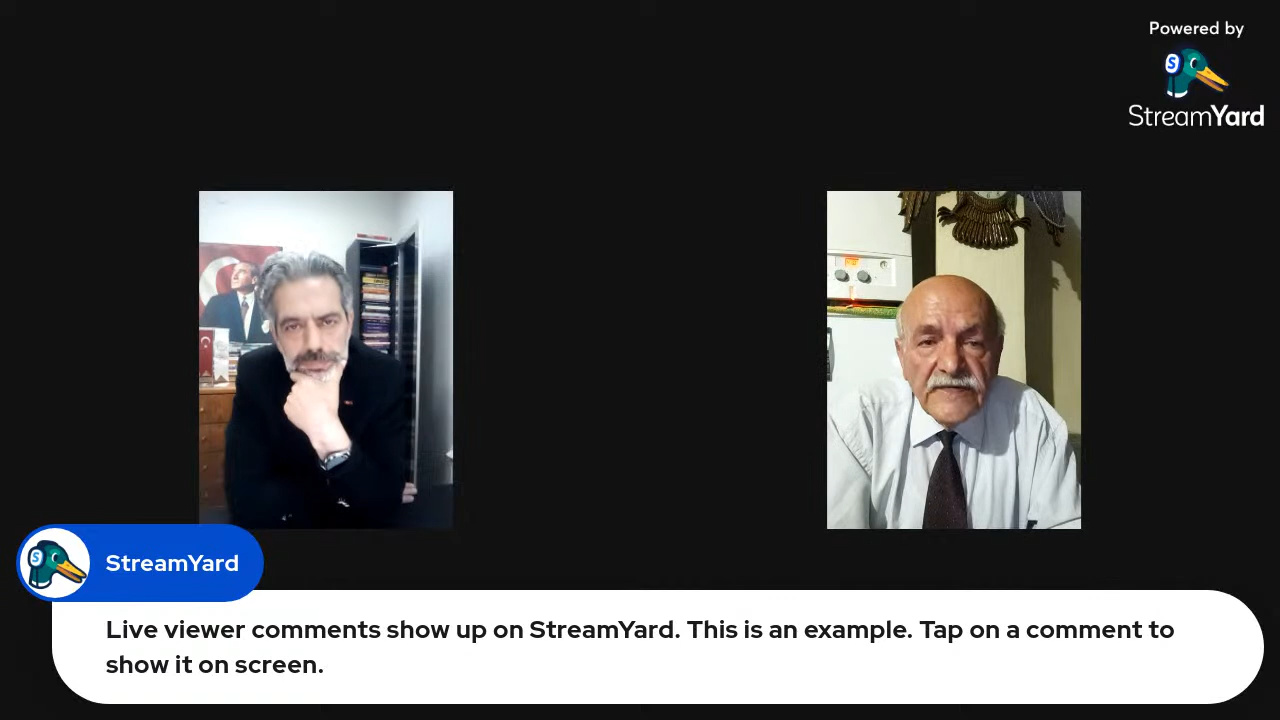 Powered by
StreamYard
StreamYard
Live viewer comments show up on StreamYard. This is an example. Tap on a comment to
show it on screen.